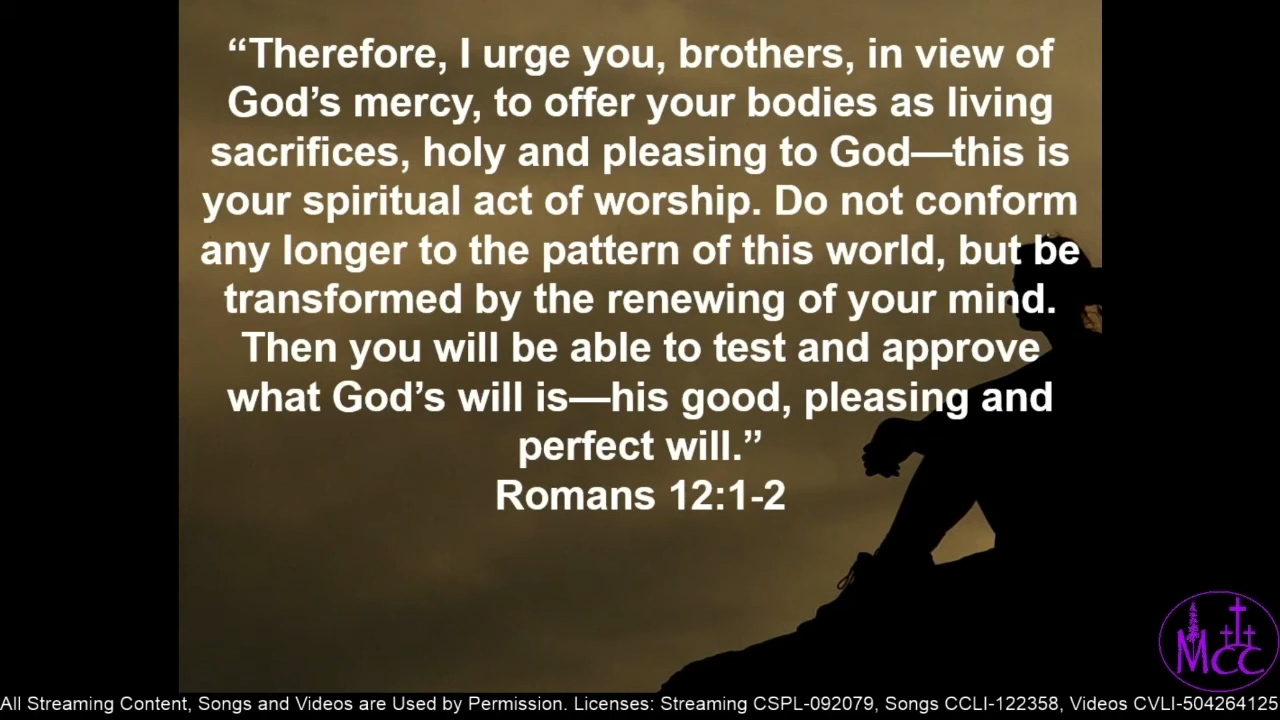 “Therefore, I urge you, brothers, in view of
God’s mercy, to offer your bodies as living
sacrifices, holy and pleasing to God—this is
your spiritual act of worship. Do not conform
any longer to the pattern of this world, but be
transformed by the renewing of your mind.
Then you will be able to test and approve
what God’s will is—his good, pleasing and
perfect will.”
Romans 12:1-2
MCC
All Streaming Content, Songs and Videos are Used by Permission. Licenses: Streaming CSPL-092079, Songs CCLI-122358, Videos CVLI-504264125